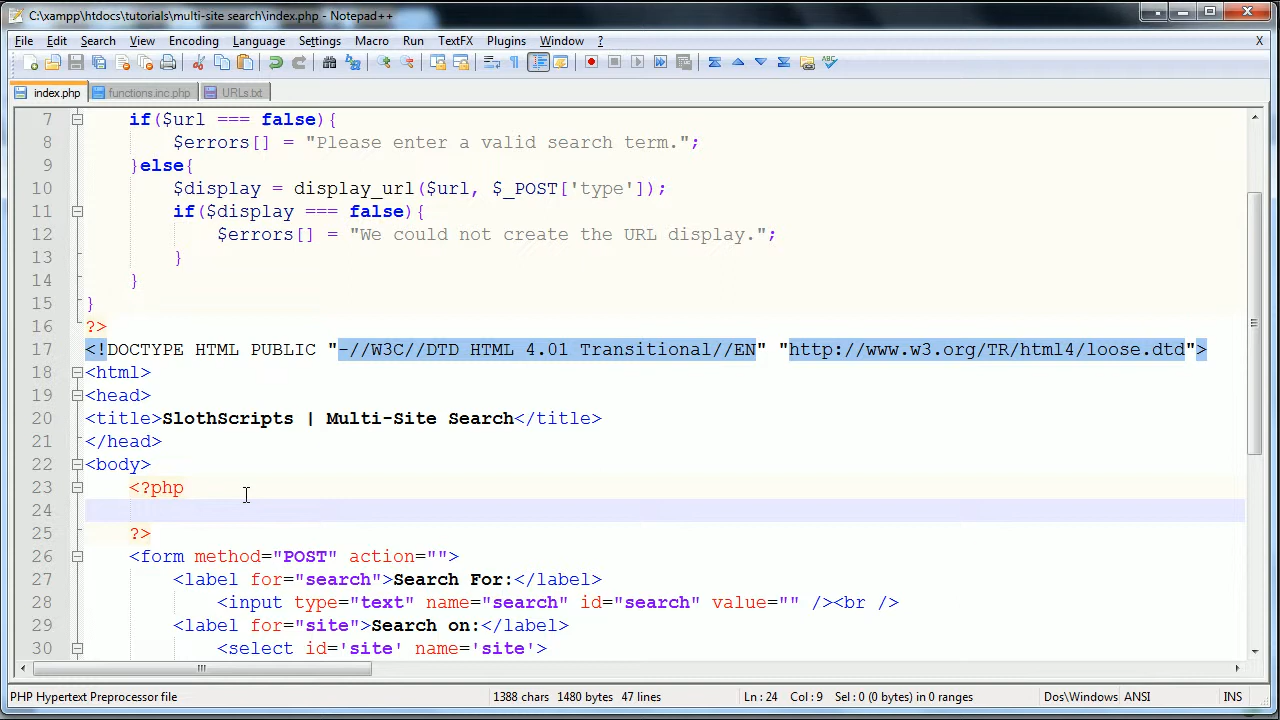 C:\xampp\htdocs\tutorials\multi-site search\index.php - Notepad++
File Edit Search View Encoding Language Settings Macro Run TextFX Plugins Window ? X
index.php functions.inc.php URLs.txt
7 if($url === false){
8 $errors[] = "Please enter a valid search term.";
9 }else{
10 $display = display_url($url, $_POST['type']);
11 if($display === false){
12 $errors[] = "We could not create the URL display.";
13 }
14 }
15 }
16 ?>
17 <!DOCTYPE HTML PUBLIC "-//W3C//DTD HTML 4.01 Transitional//EN" "http://www.w3.org/TR/html4/loose.dtd">
18 <html>
19 <head>
20 <title>SlothScripts | Multi-Site Search</title>
21 </head>
22 <body>
23 <?php
24
25 ?>
26 <form method="POST" action="">
27 <label for="search">Search For:</label>
28 <input type="text" name="search" id="search" value="" /><br />
29 <label for="site">Search on:</label>
30 <select id='site' name='site'>
PHP Hypertext Preprocessor file 1388 chars 1480 bytes 47 lines Ln : 24 Col : 9 Sel : 0 (0 bytes) in 0 ranges Dos\Windows ANSI INS